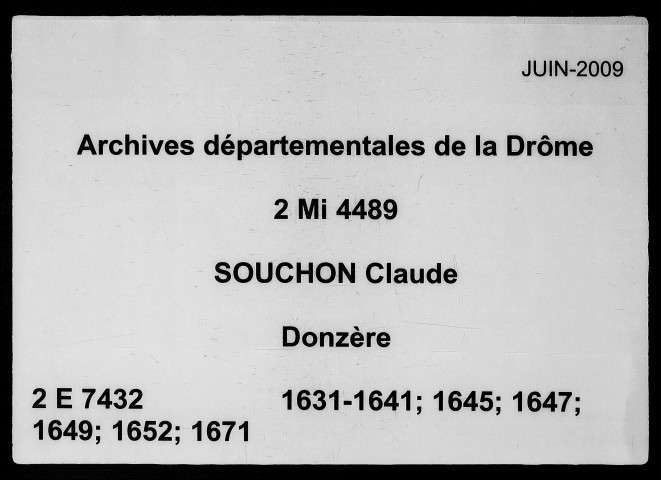 JUIN-2009
Archives départementales de la Drôme
2 Mi 4489
SOUCHON Claude
Donzère
2 E 7432 1631-1641; 1645; 1647;
1649; 1652; 1671